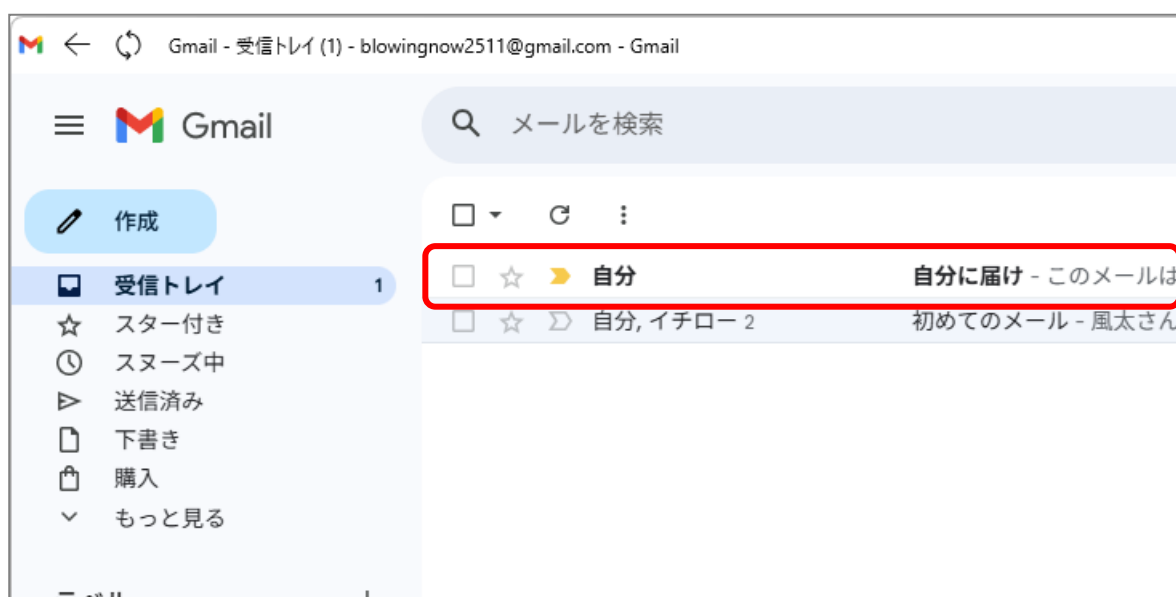 Gmail - 受信トレイ (1) - blowingnow2511@gmail.com - Gmail
Gmail
メールを検索
作成
受信トレイ 1
自分 自分に届け - このメールは
スター付き
自分, イチロー 2 初めてのメール - 風太さん
スヌーズ中
送信済み
下書き
購入
もっと見る